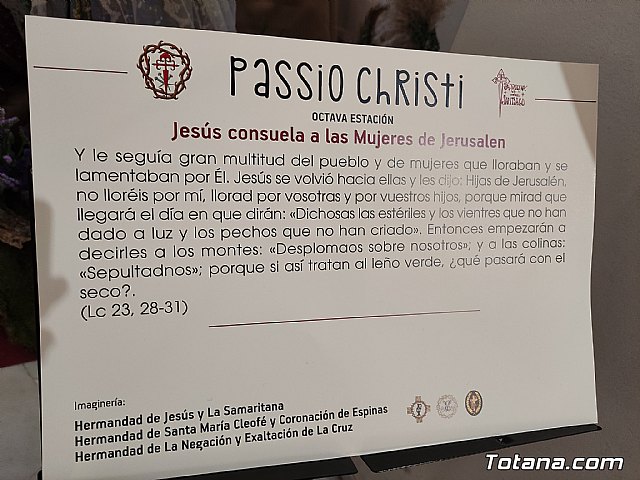 PASSIO CHRISTI
OCTAVA ESTACIÓN
Jesús consuela a las Mujeres de Jerusalen
Y le seguía gran multitud del pueblo y de mujeres que lloraban y se
lamentaban por Él. Jesús se volvió hacia ellas y les dijo: Hijas de Jerusalén,
no lloréis por mí, llorad por vosotras y por vuestros hijos, porque mirad que
llegará el día en que dirán: «Dichosas las estériles y los vientres que no han
dado a luz y los pechos que no han criado». Entonces empezarán a
decirles a los montes: «Desplomaos sobre nosotros»; y a las colinas:
«Sepultadnos»; porque si así tratan al leño verde, ¿qué pasará con el
seco?.
(Lc 23, 28-31)
Imaginería:
Hermandad de Jesús y La Samaritana
Hermandad de Santa María Cleofé y Coronación de Espinas
Hermandad de La Negación y Exaltación de La Cruz
Totana.com